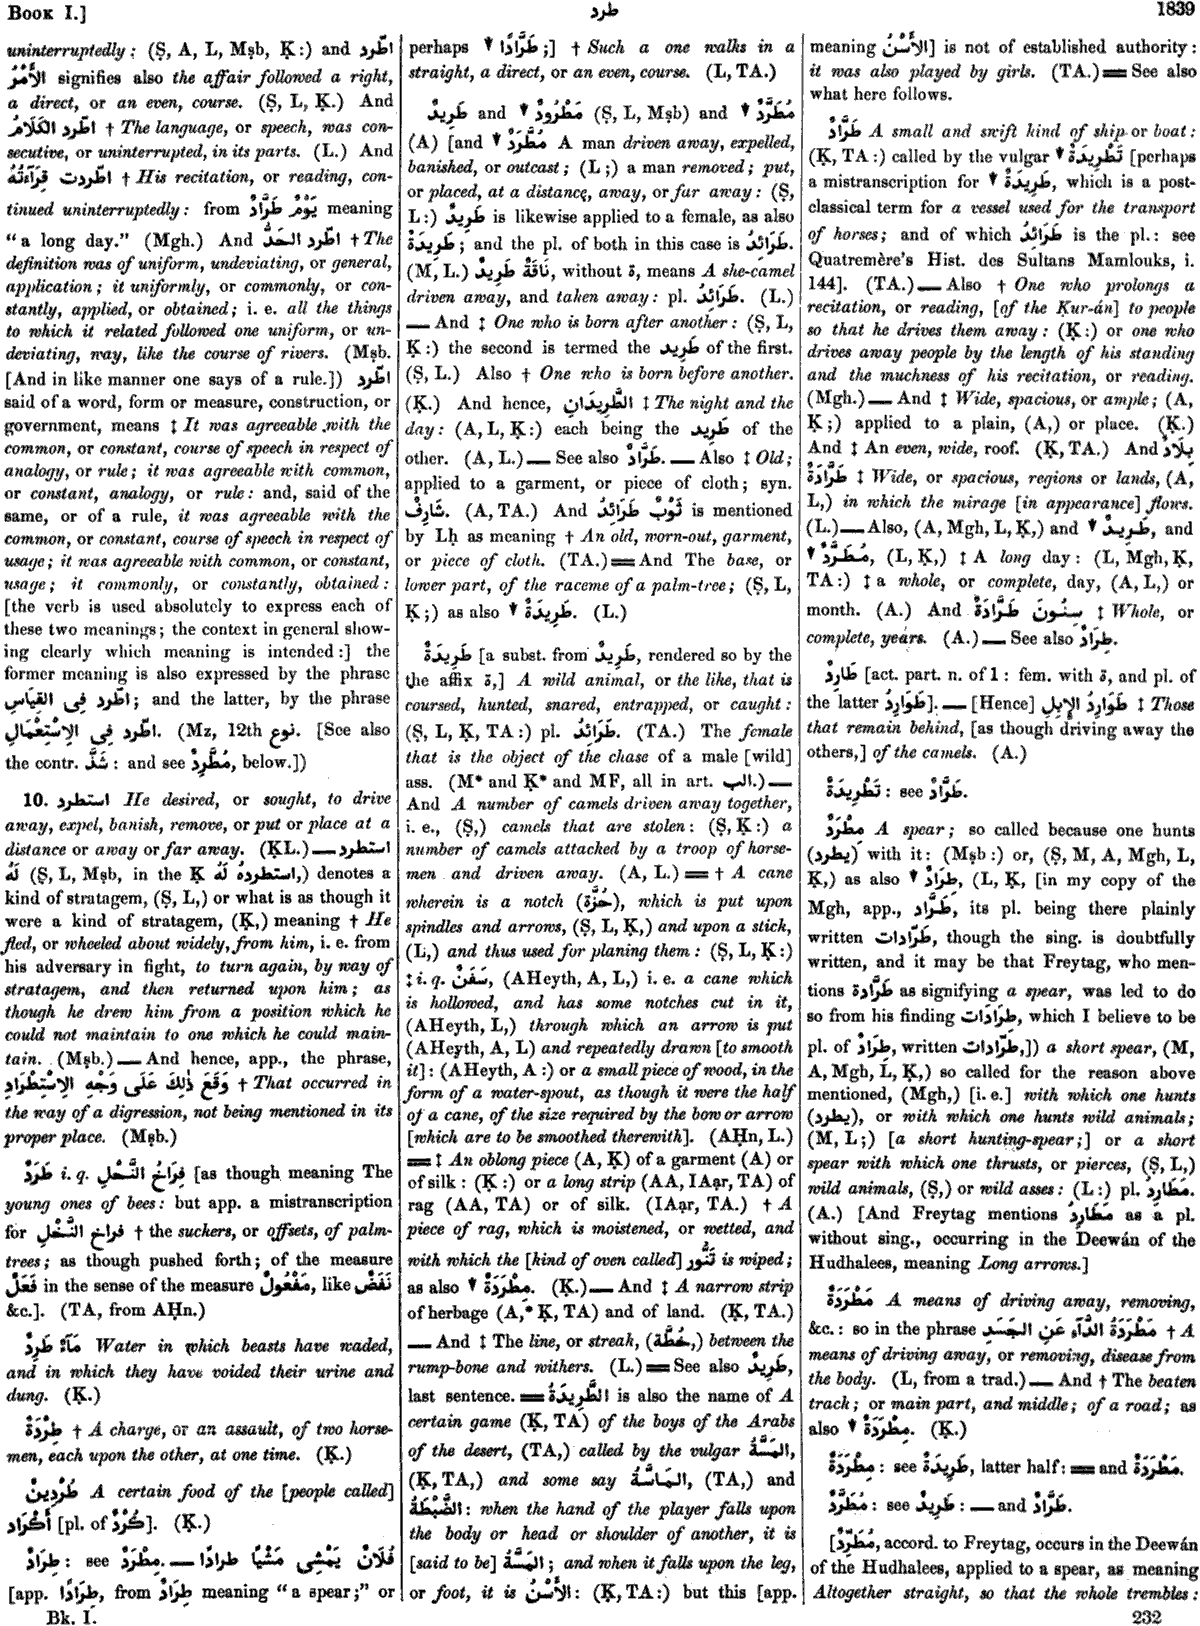 BOOK I.]
طرد
1839
uninterruptedly: (Ṣ, A, L, Mṣb, Ḳ:) and اطّرد
الأَمْرُ signifies also the affair followed a right,
a direct, or an even, course. (Ṣ, L, Ḳ.) And
اطّرد الكَلَامُ † The language, or speech, was con-
secutive, or uninterrupted, in its parts. (L.) And
اطّردت قِرَآءَتُهُ † His recitation, or reading, con-
tinued uninterruptedly: from يَوْمٌ طَرَّادٌ meaning
“a long day.” (Mgh.) And اطّرد الحَدُّ † The
definition was of uniform, undeviating, or general,
application; it uniformly, or commonly, or con-
stantly, applied, or obtained; i. e. all the things
to which it related followed one uniform, or un-
deviating, way, like the course of rivers. (Mṣb.
[And in like manner one says of a rule.]) اطّرد
said of a word, form or measure, construction, or
government, means ‡ It was agreeable with the
common, or constant, course of speech in respect of
analogy, or rule; it was agreeable with common,
or constant, analogy, or rule: and, said of the
same, or of a rule, it was agreeable with the
common, or constant, course of speech in respect of
usage; it was agreeable with common, or constant,
usage; it commonly, or constantly, obtained:
[the verb is used absolutely to express each of
these two meanings; the context in general show-
ing clearly which meaning is intended:] the
former meaning is also expressed by the phrase
اطّرد فِى القِيَاسِ; and the latter, by the phrase
اطّرد فِى الاِسْتِعْمَالِ. (Mz, 12th نوع. [See also
the contr. شَذَّ: and see مُطَّرِدٌ, below.])
10. استطرد He desired, or sought, to drive
away, expel, banish, remove, or put or place at a
distance or away or far away. (ḲL.) — استطرد
لَهُ (Ṣ, L, Mṣb, in the Ḳ استطردهُ لَهُ,) denotes a
kind of stratagem, (Ṣ, L,) or what is as though it
were a kind of stratagem, (Ḳ,) meaning † He
fled, or wheeled about widely, from him, i. e. from
his adversary in fight, to turn again, by way of
stratagem, and then returned upon him; as
though he drew him from a position which he
could not maintain to one which he could main-
tain. (Mṣb.) — And hence, app., the phrase,
وَقَعَ ذٰلِكَ عَلَى وَجْهِ الاِسْتِطْرَادِ † That occurred in
the way of a digression, not being mentioned in its
proper place. (Mṣb.)
طَرَدٌ i. q. فِرَاخُ النَّحْلِ [as though meaning The
young ones of bees: but app. a mistranscription
for فراخ النَّخْلِ † the suckers, or offsets, of palm-
trees; as though pushed forth; of the measure
فَعَلٌ in the sense of the measure مَفْعُولٌ, like نَفَضٌ
&c.]. (TA, from AḤn.)
مَآءٌ طَرِدٌ Water in which beasts have waded,
and in which they have voided their urine and
dung. (Ḳ.)
طِرْدَةٌ † A charge, or an assault, of two horse-
men, each upon the other, at one time. (Ḳ.)
طُرْدِينٌ A certain food of the [people called]
أَكْرَاد [pl. of كُرْدٌ]. (Ḳ.)
طِرَادٌ: see مِطْرَدٌ. — فُلَانٌ يَمْشِى مَشْيًا طرادًا
[app. طِرَادًا, from طِرَادٌ meaning “a spear;” or
Bk. I.
perhaps ▼ طَرَّادًا;] † Such a one walks in a
straight, a direct, or an even, course. (L, TA.)
طَرِيدٌ and ▼ مَطْرُودٌ (Ṣ, L, Mṣb) and ▼ مُطَرَّدٌ
(A) [and ▼ مُطَّرَدٌ A man driven away, expelled,
banished, or outcast; (L;) a man removed; put,
or placed, at a distance, away, or far away: (Ṣ,
L:) طَرِيدٌ is likewise applied to a female, as also
طَرِيدَةٌ; and the pl. of both in this case is طَرَائِدُ.
(M, L.) نَاقَةٌ طَرِيدٌ, without ة, means A she-camel
driven away, and taken away: pl. طَرَائِدُ. (L.)
— And ‡ One who is born after another: (Ṣ, L,
Ḳ:) the second is termed the طَرِيد of the first.
(Ṣ, L.) Also † One who is born before another.
(Ḳ.) And hence, الطَّرِيدَانِ ‡ The night and the
day: (A, L, Ḳ:) each being the طَرِيد of the
other. (A, L.) — See also طَرَّادٌ. — Also ‡ Old;
applied to a garment, or piece of cloth; syn.
شَارِفٌ. (A, TA.) And ثَوْبٌ طَرَائِدُ is mentioned
by Lḥ as meaning † An old, worn-out, garment,
or piece of cloth. (TA.) = And The base, or
lower part, of the raceme of a palm-tree; (Ṣ, L,
Ḳ;) as also ▼ طَرِيدَةٌ. (L.)
طَرِيدَةٌ [a subst. from طَرِيدٌ, rendered so by the
the affix ة,] A wild animal, or the like, that is
coursed, hunted, snared, entrapped, or caught:
(Ṣ, L, Ḳ, TA:) pl. طَرَائِدُ. (TA.) The female
that is the object of the chase of a male [wild]
ass. (M* and Ḳ* and MF, all in art. الب.) —
And A number of camels driven away together,
i. e., (Ṣ,) camels that are stolen: (Ṣ, Ḳ:) a
number of camels attacked by a troop of horse-
men and driven away. (A, L.) = † A cane
wherein is a notch (حُزَّة), which is put upon
spindles and arrows, (Ṣ, L, Ḳ,) and upon a stick,
(L,) and thus used for planing them: (Ṣ, L, Ḳ:)
‡ i. q. سَفَنٌ, (AHeyth, A, L,) i. e. a cane which
is hollowed, and has some notches cut in it,
(AHeyth, L,) through which an arrow is put
(AHeyth, A, L) and repeatedly drawn [to smooth
it]: (AHeyth, A:) or a small piece of wood, in the
form of a water-spout, as though it were the half
of a cane, of the size required by the bow or arrow
[which are to be smoothed therewith]. (AḤn, L.)
= ‡ An oblong piece (A, Ḳ) of a garment (A) or
of silk: (Ḳ:) or a long strip (AA, IAạr, TA) of
rag (AA, TA) or of silk. (IAạr, TA.) † A
piece of rag, which is moistened, or wetted, and
with which the [kind of oven called] تَنُّور is wiped;
as also ▼ مِطْرَدَةٌ. (Ḳ.) — And ‡ A narrow strip
of herbage (A,* Ḳ, TA) and of land. (Ḳ, TA.)
— And ‡ The line, or streak, (خُطَّة,) between the
rump-bone and withers. (L.) = See also طَرِيدٌ,
last sentence. = الطَّرِيدَةُ is also the name of A
certain game (Ḳ, TA) of the boys of the Arabs
of the desert, (TA,) called by the vulgar المَسَّةُ,
(Ḳ, TA,) and some say المَاسَّةُ, (TA,) and
الضَّبْطَةُ: when the hand of the player falls upon
the body or head or shoulder of another, it is
[said to be] المَسَّةُ; and when it falls upon the leg,
or foot, it is الأَسْنُ: (Ḳ, TA:) but this [app.
meaning الأَسْنُ] is not of established authority:
it was also played by girls. (TA.) = See also
what here follows.
طَرَّادٌ A small and swift kind of ship or boat:
(Ḳ, TA:) called by the vulgar ▼ تَطْرِيدَةٌ [perhaps
a mistranscription for ▼ طَرِيدَةٌ, which is a post-
classical term for a vessel used for the transport
of horses; and of which طَرَائِدُ is the pl.: see
Quatremère's Hist. des Sultans Mamlouks, i.
144]. (TA.) — Also † One who prolongs a
recitation, or reading, [of the Ḳur-án] to people
so that he drives them away: (Ḳ:) or one who
drives away people by the length of his standing
and the muchness of his recitation, or reading.
(Mgh.) — And ‡ Wide, spacious, or ample; (A,
Ḳ;) applied to a plain, (A,) or place. (Ḳ.)
And ‡ An even, wide, roof. (Ḳ, TA.) And بِلَادٌ
طَرَّادَةٌ ‡ Wide, or spacious, regions or lands, (A,
L,) in which the mirage [in appearance] flows.
(L.) — Also, (A, Mgh, L, Ḳ,) and ▼ طَرِيدٌ, and
▼ مُطَرَّدٌ, (L, Ḳ,) ‡ A long day: (L, Mgh, Ḳ,
TA:) ‡ a whole, or complete, day, (A, L,) or
month. (A.) And سِنُونَ طَرَّادَةٌ ‡ Whole, or
complete, years. (A.) — See also طِرَادٌ.
طَارِدٌ [act. part. n. of 1: fem. with ة, and pl. of
the latter طَوَارِدُ]. — [Hence] طَوَارِدُ الإِبِلِ ‡ Those
that remain behind, [as though driving away the
others,] of the camels. (A.)
تَطْرِيدَةٌ: see طَرَّادٌ.
مِطْرَدٌ A spear; so called because one hunts
(يطرد) with it: (Mṣb:) or, (Ṣ, M, A, Mgh, L,
Ḳ,) as also ▼ طِرَادٌ, (L, Ḳ, [in my copy of the
Mgh, app., طَرَّاد, its pl. being there plainly
written طَرّادات, though the sing. is doubtfully
written, and it may be that Freytag, who men-
tions طَرَّادة as signifying a spear, was led to do
so from his finding طِرَادَات, which I believe to be
pl. of طِرَادٌ, written طرّادات,]) a short spear, (M,
A, Mgh, L, Ḳ,) so called for the reason above
mentioned, (Mgh,) [i. e.] with which one hunts
(يطرد), or with which one hunts wild animals;
(M, L;) [a short hunting-spear;] or a short
spear with which one thrusts, or pierces, (Ṣ, L,)
wild animals, (Ṣ,) or wild asses: (L:) pl. مَطَارِدُ.
(A.) [And Freytag mentions مَطَارِدُ as a pl.
without sing., occurring in the Deewán of the
Hudhalees, meaning Long arrows.]
مَطْرَدَةٌ A means of driving away, removing,
&c.: so in the phrase مَطْرَدَةُ الدَّآءِ عَنِ الجَسَدِ † A
means of driving away, or removing, disease from
the body. (L, from a trad.) — And † The beaten
track; or main part, and middle; of a road; as
also ▼ مِطْرَدَةٌ. (Ḳ.)
مِطْرَدَةٌ: see طَرِيدَةٌ, latter half: = and مَطْرَدَةٌ.
مُطَرَّدٌ: see طَرِيدٌ: — and طَرَّادٌ.
[مُطَّرِدٌ, accord. to Freytag, occurs in the Deewán
of the Hudhalees, applied to a spear, as meaning
Altogether straight, so that the whole trembles:
232